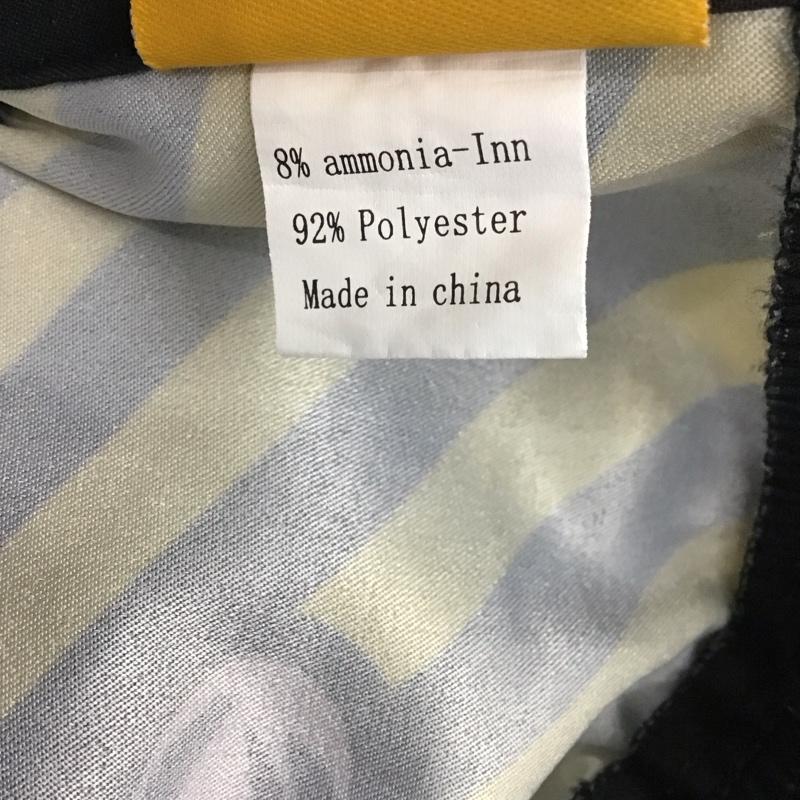 8% ammonia-Inn
92% Polyester
Made in china